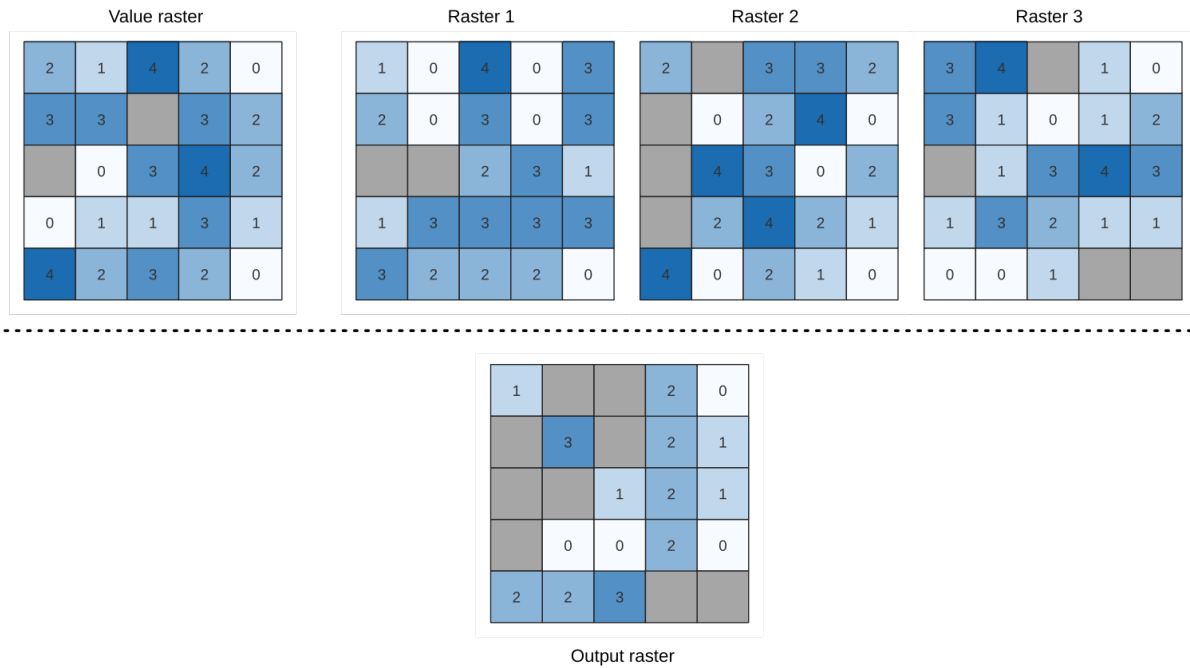 Value raster Raster 1 Raster 2 Raster 3
2 1 4 2 0 1 0 4 0 3 2 3 3 2 3 4 1 0
3 3 3 2 2 0 3 0 3 0 2 4 0 3 1 0 1 2
0 3 4 2 2 3 1 4 3 0 2 1 3 4 3
0 1 1 3 1 1 3 3 3 3 2 4 2 1 1 3 2 1 1
4 2 3 2 0 3 2 2 2 0 4 0 2 1 0 0 0 1
1 2 0
3 2 1
1 2 1
0 0 2 0
2 2 3
Output raster